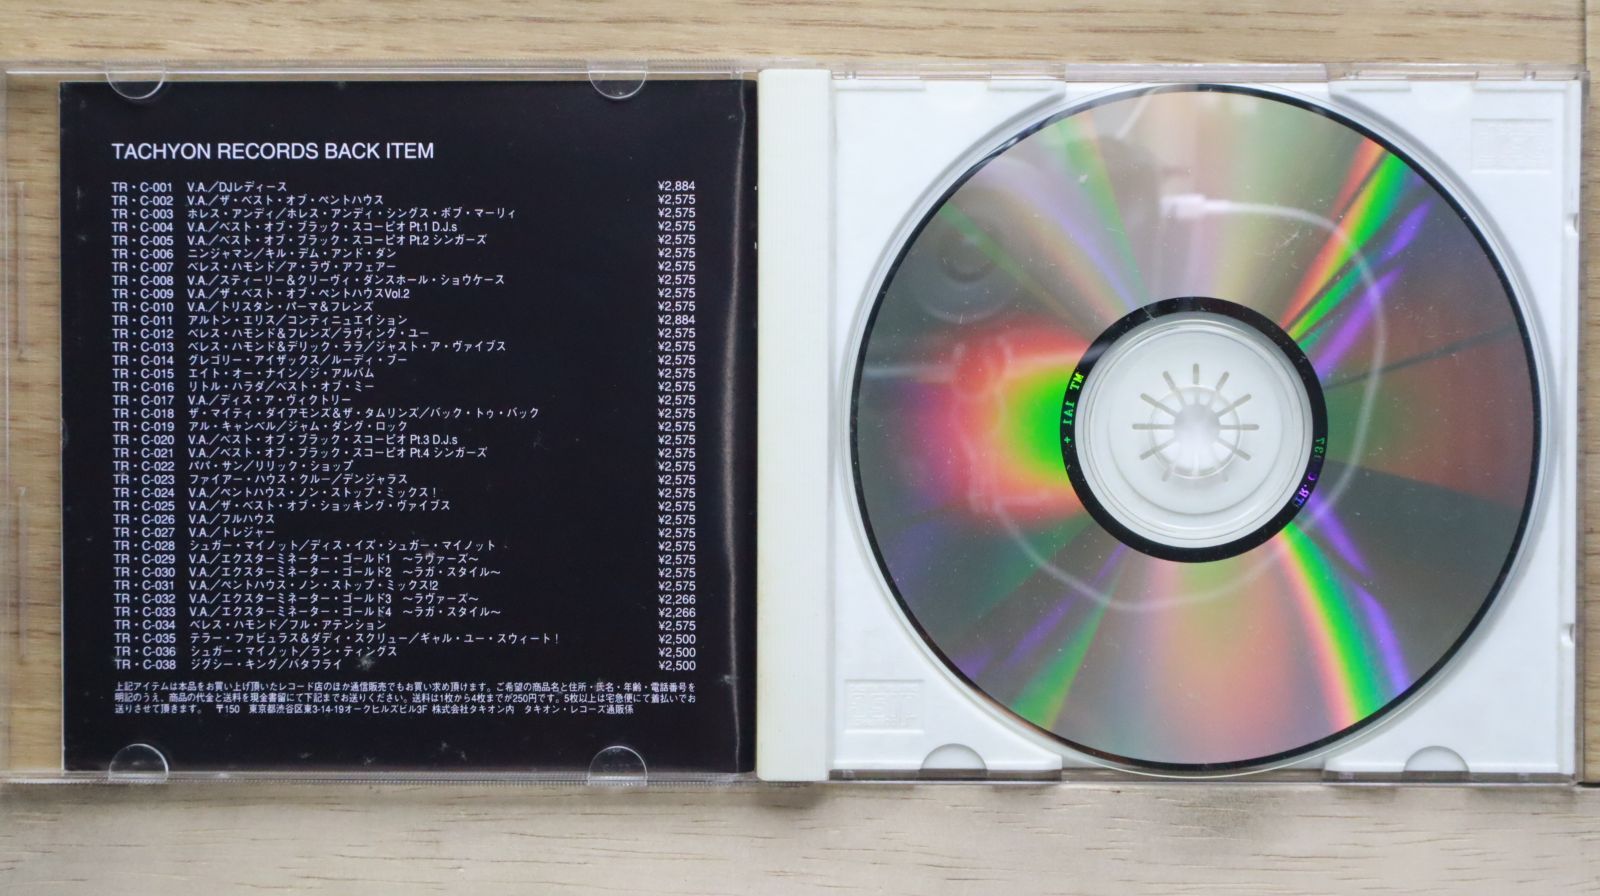 TACHYON RECORDS BACK ITEM
TR・C-001 V.A.／DJレディース ¥2,884
TR・C-002 V.A.／ザ・ベスト・オブ・ペントハウス ¥2,575
TR・C-003 ホレス・アンディ／ホレス・アンディ・シングス・ボブ・マーリィ ¥2,575
TR・C-004 V.A.／ベスト・オブ・ブラック・スコーピオ Pt.1 D.J.s ¥2,575
TR・C-005 V.A.／ベスト・オブ・ブラック・スコーピオ Pt.2 シンガーズ ¥2,575
TR・C-006 ニンジャマン／キル・デム・アンド・ダン ¥2,575
TR・C-007 ベレス・ハモンド／ア・ラヴ・アフェアー ¥2,575
TR・C-008 V.A.／スティーリー＆クリーヴィ・ダンスホール・ショウケース ¥2,575
TR・C-009 V.A.／ザ・ベスト・オブ・ペントハウスVol.2 ¥2,575
TR・C-010 V.A.／トリスタン・パーマ＆フレンズ ¥2,575
TR・C-011 アルトン・エリス／コンティニュエイション ¥2,884
TR・C-012 ベレス・ハモンド＆フレンズ／ラヴィング・ユー ¥2,575
TR・C-013 ベレス・ハモンド＆デリック・ララ／ジャスト・ア・ヴァイブス ¥2,575
TR・C-014 グレゴリー・アイザックス／ルーディ・ブー ¥2,575
TR・C-015 エイト・オー・ナイン／ジ・アルバム ¥2,575
TR・C-016 リトル・ハラダ／ベスト・オブ・ミー ¥2,575
TR・C-017 V.A.／ディス・ア・ヴィクトリー ¥2,575
TR・C-018 ザ・マイティ・ダイアモンズ＆ザ・タムリンズ／バック・トゥ・バック ¥2,575
TR・C-019 アル・キャンベル／ジャム・ダング・ロック ¥2,575
TR・C-020 V.A.／ベスト・オブ・ブラック・スコーピオ Pt.3 D.J.s ¥2,575
TR・C-021 V.A.／ベスト・オブ・ブラック・スコーピオ Pt.4 シンガーズ ¥2,575
TR・C-022 パパ・サン／リリック・ショップ ¥2,575
TR・C-023 ファイアー・ハウス・クルー／デンジャラス ¥2,575
TR・C-024 V.A.／ペントハウス・ノン・ストップ・ミックス！ ¥2,575
TR・C-025 V.A.／ザ・ベスト・オブ・ショッキング・ヴァイブス ¥2,575
TR・C-026 V.A.／フルハウス ¥2,575
TR・C-027 V.A.／トレジャー ¥2,575
TR・C-028 シュガー・マイノット／ディス・イズ・シュガー・マイノット ¥2,575
TR・C-029 V.A.／エクスターミネーター・ゴールド1 ～ラヴァーズ～ ¥2,575
TR・C-030 V.A.／エクスターミネーター・ゴールド2 ～ラガ・スタイル～ ¥2,575
TR・C-031 V.A.／ペントハウス・ノン・ストップ・ミックス!2 ¥2,575
TR・C-032 V.A.／エクスターミネーター・ゴールド3 ～ラヴァーズ～ ¥2,266
TR・C-033 V.A.／エクスターミネーター・ゴールド4 ～ラガ・スタイル～ ¥2,266
TR・C-034 ベレス・ハモンド／フル・アテンション ¥2,575
TR・C-035 テラー・ファビュラス＆ダディ・スクリュー／ギャル・ユー・スウィート！ ¥2,500
TR・C-036 シュガー・マイノット／ラン・ティングス ¥2,500
TR・C-038 ジグシー・キング／バタフライ ¥2,500
上記アイテムは本品をお買い上げ頂いたレコード店のほか通信販売でもお買い求め頂けます。ご希望の商品名と住所・氏名・年齢・電話番号を
明記のうえ、商品の代金と送料を現金書留にて下記までお送りください。送料は1枚から4枚までが250円です。5枚以上は宅急便にて着払いでお
送りさせて頂きます。 〒150 東京都渋谷区東3-14-19オークヒルズビル3F 株式会社タキオン内 タキオン・レコーズ通販係